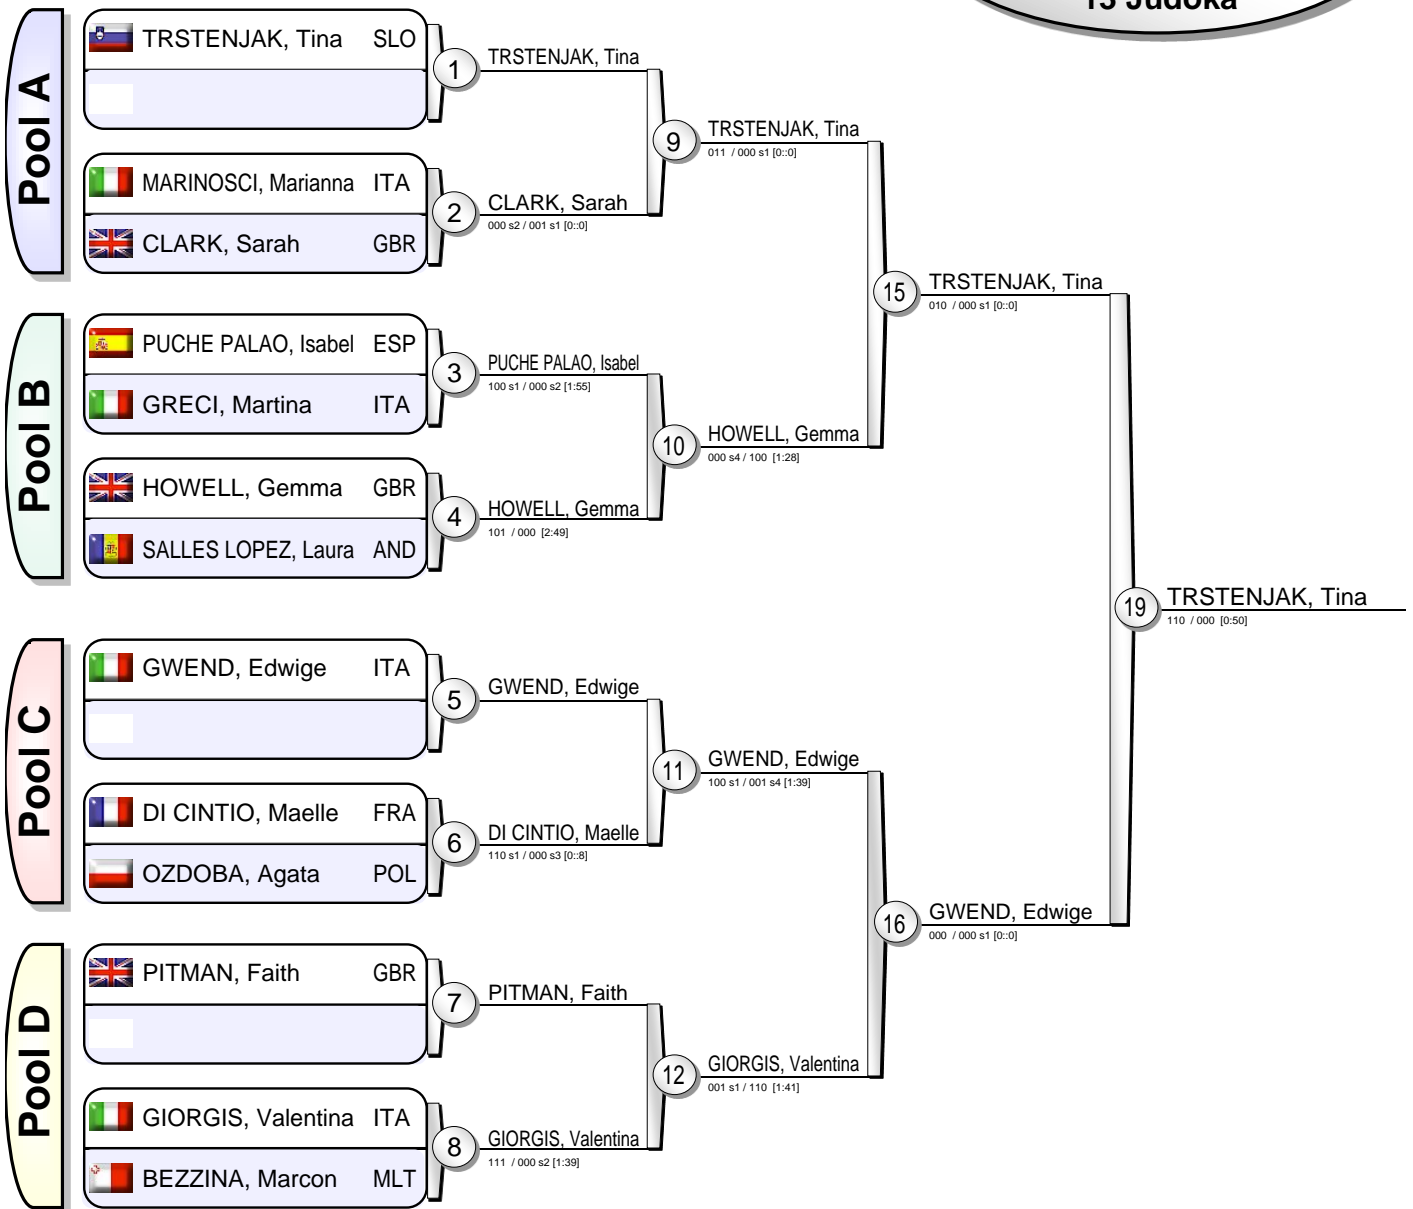 13 Judoka
Pool A
TRSTENJAK, Tina SLO
MARINOSCI, Marianna ITA
CLARK, Sarah GBR
Pool B
PUCHE PALAO, Isabel ESP
GRECI, Martina ITA
HOWELL, Gemma GBR
SALLES LOPEZ, Laura AND
Pool C
GWEND, Edwige ITA
DI CINTIO, Maelle FRA
OZDOBA, Agata POL
Pool D
PITMAN, Faith GBR
GIORGIS, Valentina ITA
BEZZINA, Marcon MLT
1 TRSTENJAK, Tina
2 CLARK, Sarah
000 s2 / 001 s1 [0::0]
3 PUCHE PALAO, Isabel
100 s1 / 000 s2 [1:55]
4 HOWELL, Gemma
101 / 000 [2:49]
5 GWEND, Edwige
6 DI CINTIO, Maelle
110 s1 / 000 s3 [0::8]
7 PITMAN, Faith
8 GIORGIS, Valentina
111 / 000 s2 [1:39]
9 TRSTENJAK, Tina
011 / 000 s1 [0::0]
10 HOWELL, Gemma
000 s4 / 100 [1:28]
11 GWEND, Edwige
100 s1 / 001 s4 [1:39]
12 GIORGIS, Valentina
001 s1 / 110 [1:41]
15 TRSTENJAK, Tina
010 / 000 s1 [0::0]
16 GWEND, Edwige
000 / 000 s1 [0::0]
19 TRSTENJAK, Tina
110 / 000 [0:50]